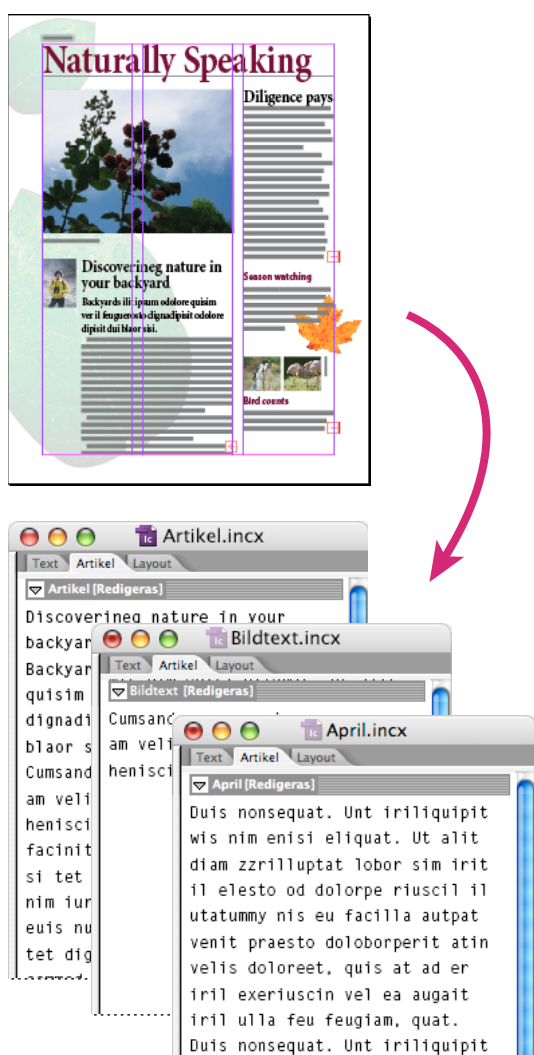 Naturally Speaking
Diligence pays
Discoverineg nature in
your backyard
Backyards ilit ipsum odolore quisim
ver il feuguerosto dignadipisit odolore
dipisit dui blaor sisi.
Season watching
Bird counts
Artikel.incx
Text Artikel Layout
Artikel [Redigeras]
Discoverineg nature in your
backyar
Backyar
quisim
dignadi
blaor s
Cumsand
am veli
henisci
facinit
si tet
nim iur
euis nu
tet dig
Bildtext.incx
Text Artikel Layout
Bildtext [Redigeras]
Cumsand
am veli
henisci
April.incx
Text Artikel Layout
April [Redigeras]
Duis nonsequat. Unt iriliquipit
wis nim enisi eliquat. Ut alit
diam zzrilluptat lobor sim irit
il elesto od dolorpe riuscil il
utatummy nis eu facilla autpat
venit praesto doloborperit atin
velis doloreet, quis at ad er
iril exeriuscin vel ea augait
iril ulla feu feugiam, quat.
Duis nonsequat. Unt iriliquipit